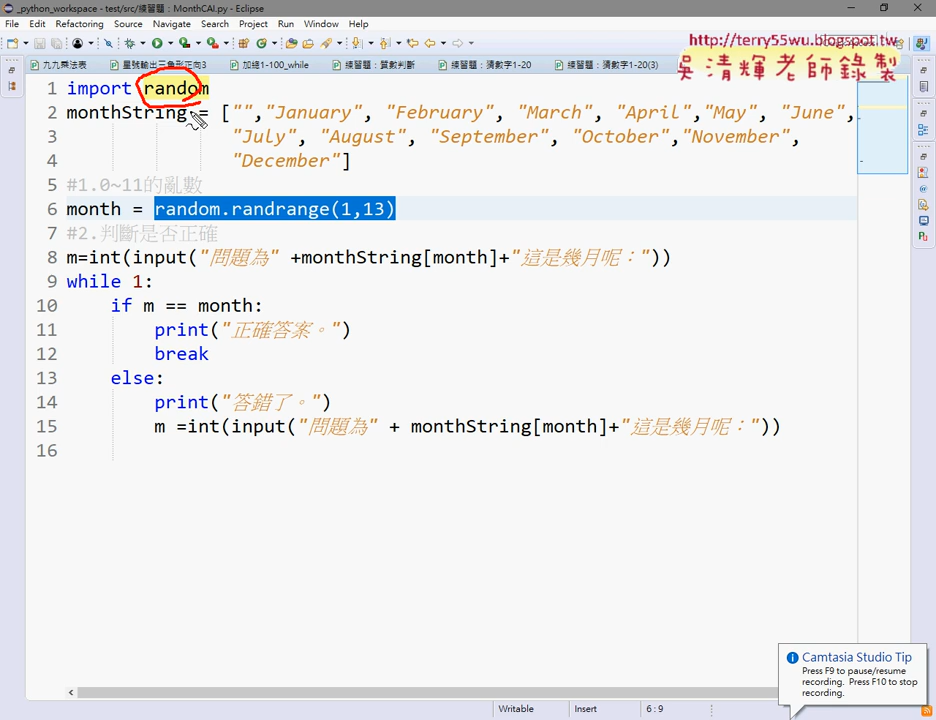 _python_workspace - test/src/練習題：MonthCAI.py - Eclipse
File Edit Refactoring Source Navigate Search Project Run Window Help
http://terry55wu.blogspot.tw
吳清輝老師錄製
九九乘法表 星號輸出三角形正向3 加總1-100_while 練習題：質數判斷 練習題：猜數字1-20 練習題：猜數字1-20(3)
1 import random
2 monthString = ["","January", "February", "March", "April","May", "June",
3 "July", "August", "September", "October","November",
4 "December"]
5 #1.0~11的亂數
6 month = random.randrange(1,13)
7 #2.判斷是否正確
8 m=int(input("問題為" +monthString[month]+"這是幾月呢："))
9 while 1:
10 if m == month:
11 print("正確答案。")
12 break
13 else:
14 print("答錯了。")
15 m =int(input("問題為" + monthString[month]+"這是幾月呢："))
16
Camtasia Studio Tip
Press F9 to pause/resume
recording. Press F10 to stop
recording.
Writable Insert 6 : 9